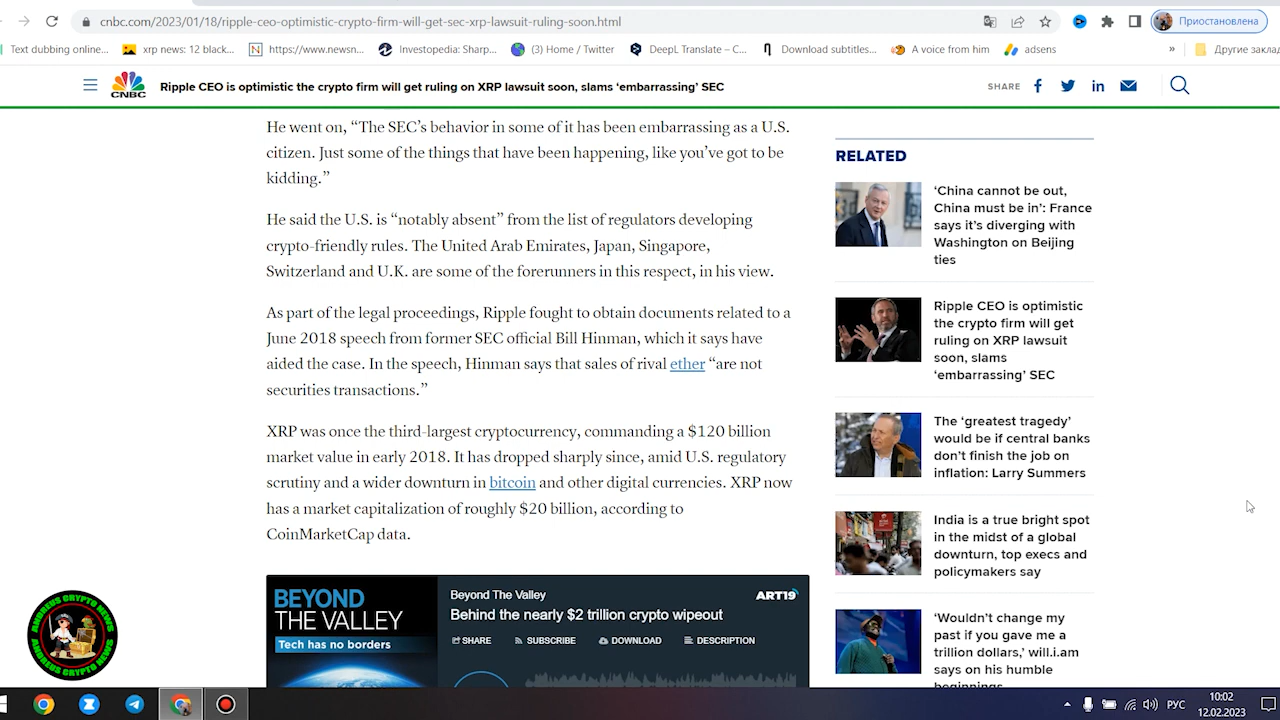 cnbc.com/2023/01/18/ripple-ceo-optimistic-crypto-firm-will-get-sec-xrp-lawsuit-ruling-soon.html
Приостановлена
Text dubbing online...
xrp news: 12 black...
https://www.newsn...
Investopedia: Sharp...
(3) Home / Twitter
DeepL Translate – C...
Download subtitles...
A voice from him
adsens
»
Другие заклад
CNBC
Ripple CEO is optimistic the crypto firm will get ruling on XRP lawsuit soon, slams ‘embarrassing’ SEC
SHARE
He went on, “The SEC’s behavior in some of it has been embarrassing as a U.S.
citizen. Just some of the things that have been happening, like you’ve got to be
kidding.”
He said the U.S. is “notably absent” from the list of regulators developing
crypto-friendly rules. The United Arab Emirates, Japan, Singapore,
Switzerland and U.K. are some of the forerunners in this respect, in his view.
As part of the legal proceedings, Ripple fought to obtain documents related to a
June 2018 speech from former SEC official Bill Hinman, which it says have
aided the case. In the speech, Hinman says that sales of rival ether “are not
securities transactions.”
XRP was once the third-largest cryptocurrency, commanding a $120 billion
market value in early 2018. It has dropped sharply since, amid U.S. regulatory
scrutiny and a wider downturn in bitcoin and other digital currencies. XRP now
has a market capitalization of roughly $20 billion, according to
CoinMarketCap data.
BEYOND
THE VALLEY
Tech has no borders
Beyond The Valley
Behind the nearly $2 trillion crypto wipeout
ART19
SHARE
SUBSCRIBE
DOWNLOAD
DESCRIPTION
RELATED
‘China cannot be out,
China must be in’: France
says it’s diverging with
Washington on Beijing
ties
Ripple CEO is optimistic
the crypto firm will get
ruling on XRP lawsuit
soon, slams
‘embarrassing’ SEC
The ‘greatest tragedy’
would be if central banks
don’t finish the job on
inflation: Larry Summers
India is a true bright spot
in the midst of a global
downturn, top execs and
policymakers say
‘Wouldn’t change my
past if you gave me a
trillion dollars,’ will.i.am
says on his humble
beginnings
ANDREUS CRYPTO NEWS
ANDREUS CRYPTO NEWS
РУС
10:02
12.02.2023